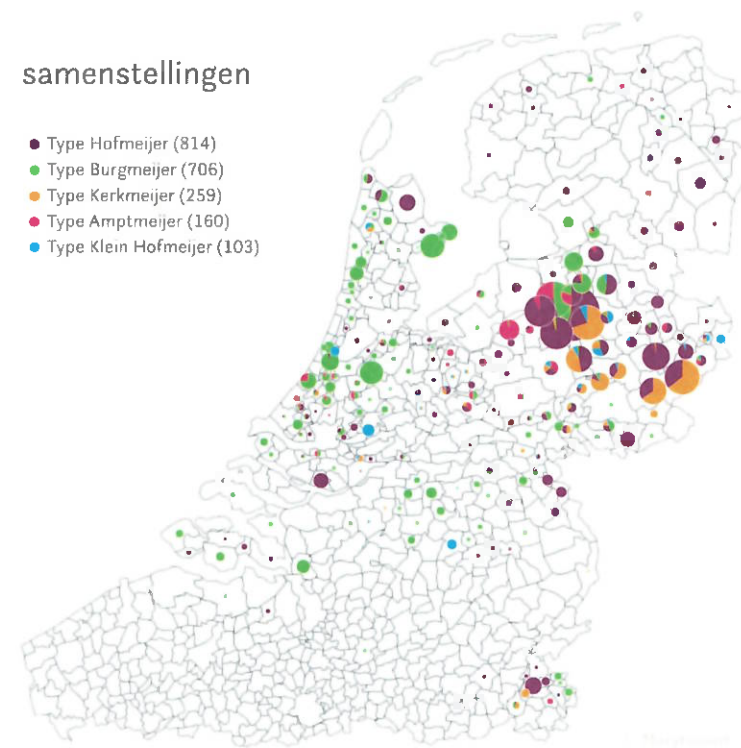 samenstellingen
Type Hofmeijer (814)
Type Burgmeijer (706)
Type Kerkmeijer (259)
Type Amptmeijer (160)
Type Klein Hofmeijer (103)